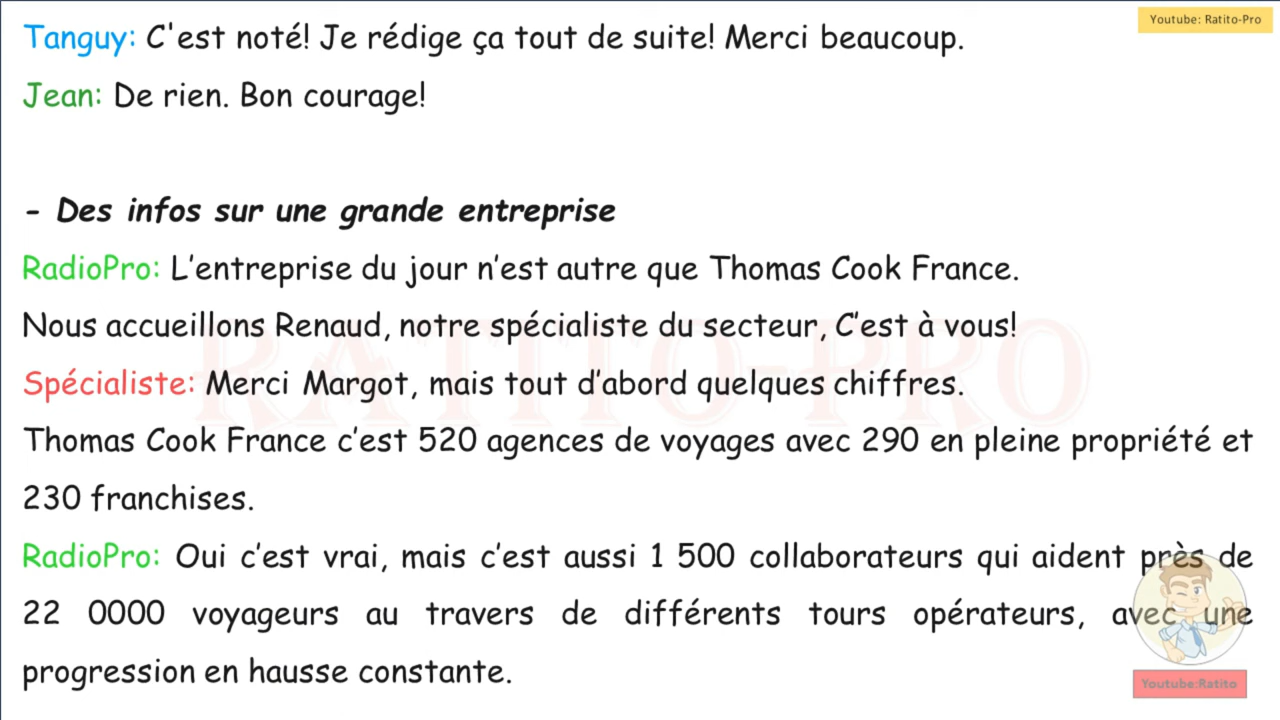 Youtube: Ratito-Pro
Tanguy: C'est noté! Je rédige ça tout de suite! Merci beaucoup.
Jean: De rien. Bon courage!
- Des infos sur une grande entreprise
RadioPro: L’entreprise du jour n’est autre que Thomas Cook France.
Nous accueillons Renaud, notre spécialiste du secteur, C’est à vous!
RATITO-PRO
Spécialiste: Merci Margot, mais tout d’abord quelques chiffres.
Thomas Cook France c’est 520 agences de voyages avec 290 en pleine propriété et
230 franchises.
RadioPro: Oui c’est vrai, mais c’est aussi 1 500 collaborateurs qui aident près de
22 0000 voyageurs au travers de différents tours opérateurs, avec une
progression en hausse constante.
Youtube:Ratito